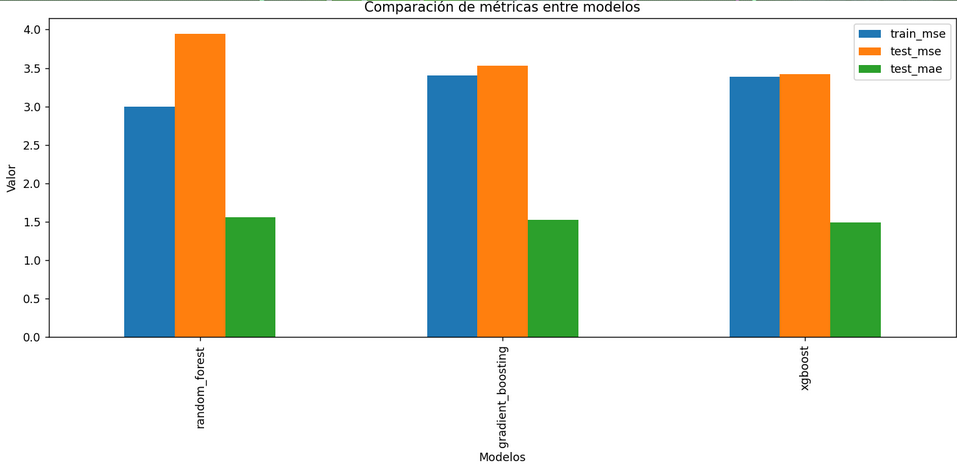 Comparación de métricas entre modelos
train_mse
test_mse
test_mae
Valor
4.0
3.5
3.0
2.5
2.0
1.5
1.0
0.5
0.0
random_forest
gradient_boosting
xgboost
Modelos